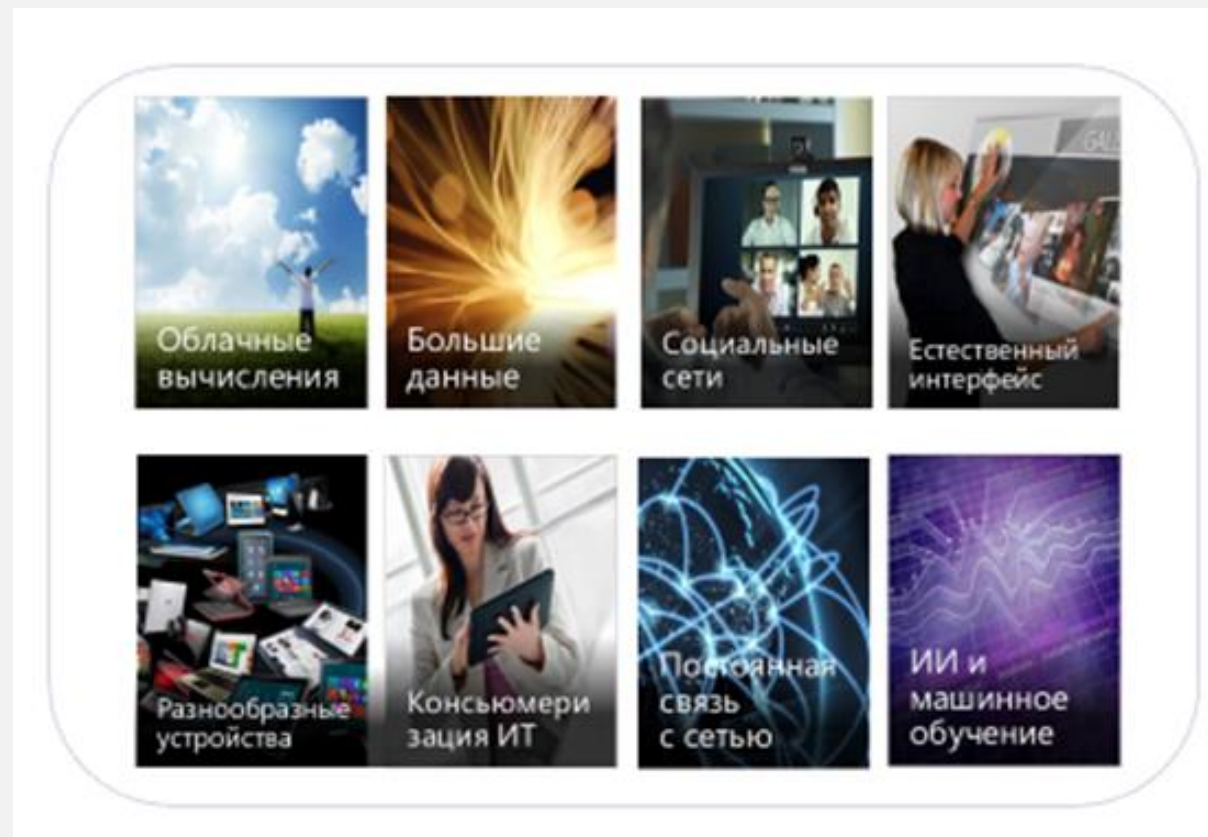 Облачные
вычисления
Большие
данные
Социальные
сети
Естественный
интерфейс
Разнообразные
устройства
Консьюмери
зация ИТ
Постоянная
связь
с сетью
ИИ и
машинное
обучение